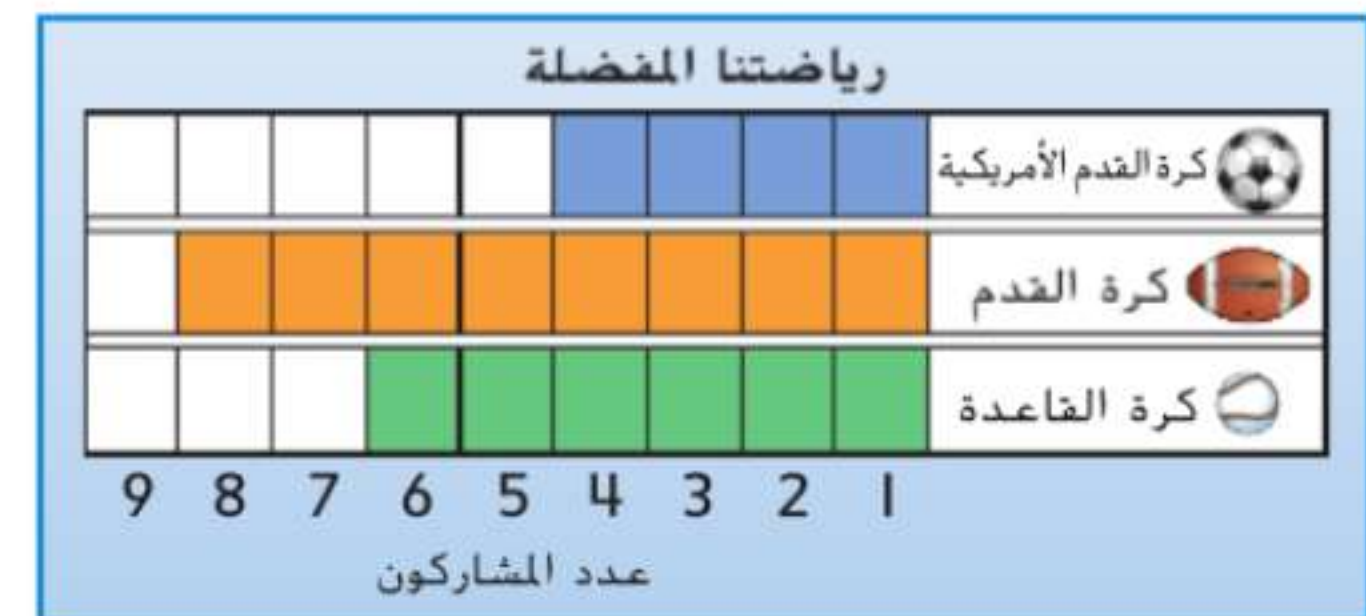 رياضتنا المفضلة
كرة القدم الأمريكية
كرة القدم
كرة القاعدة
9 8 7 6 5 4 3 2 1
عدد المشاركون